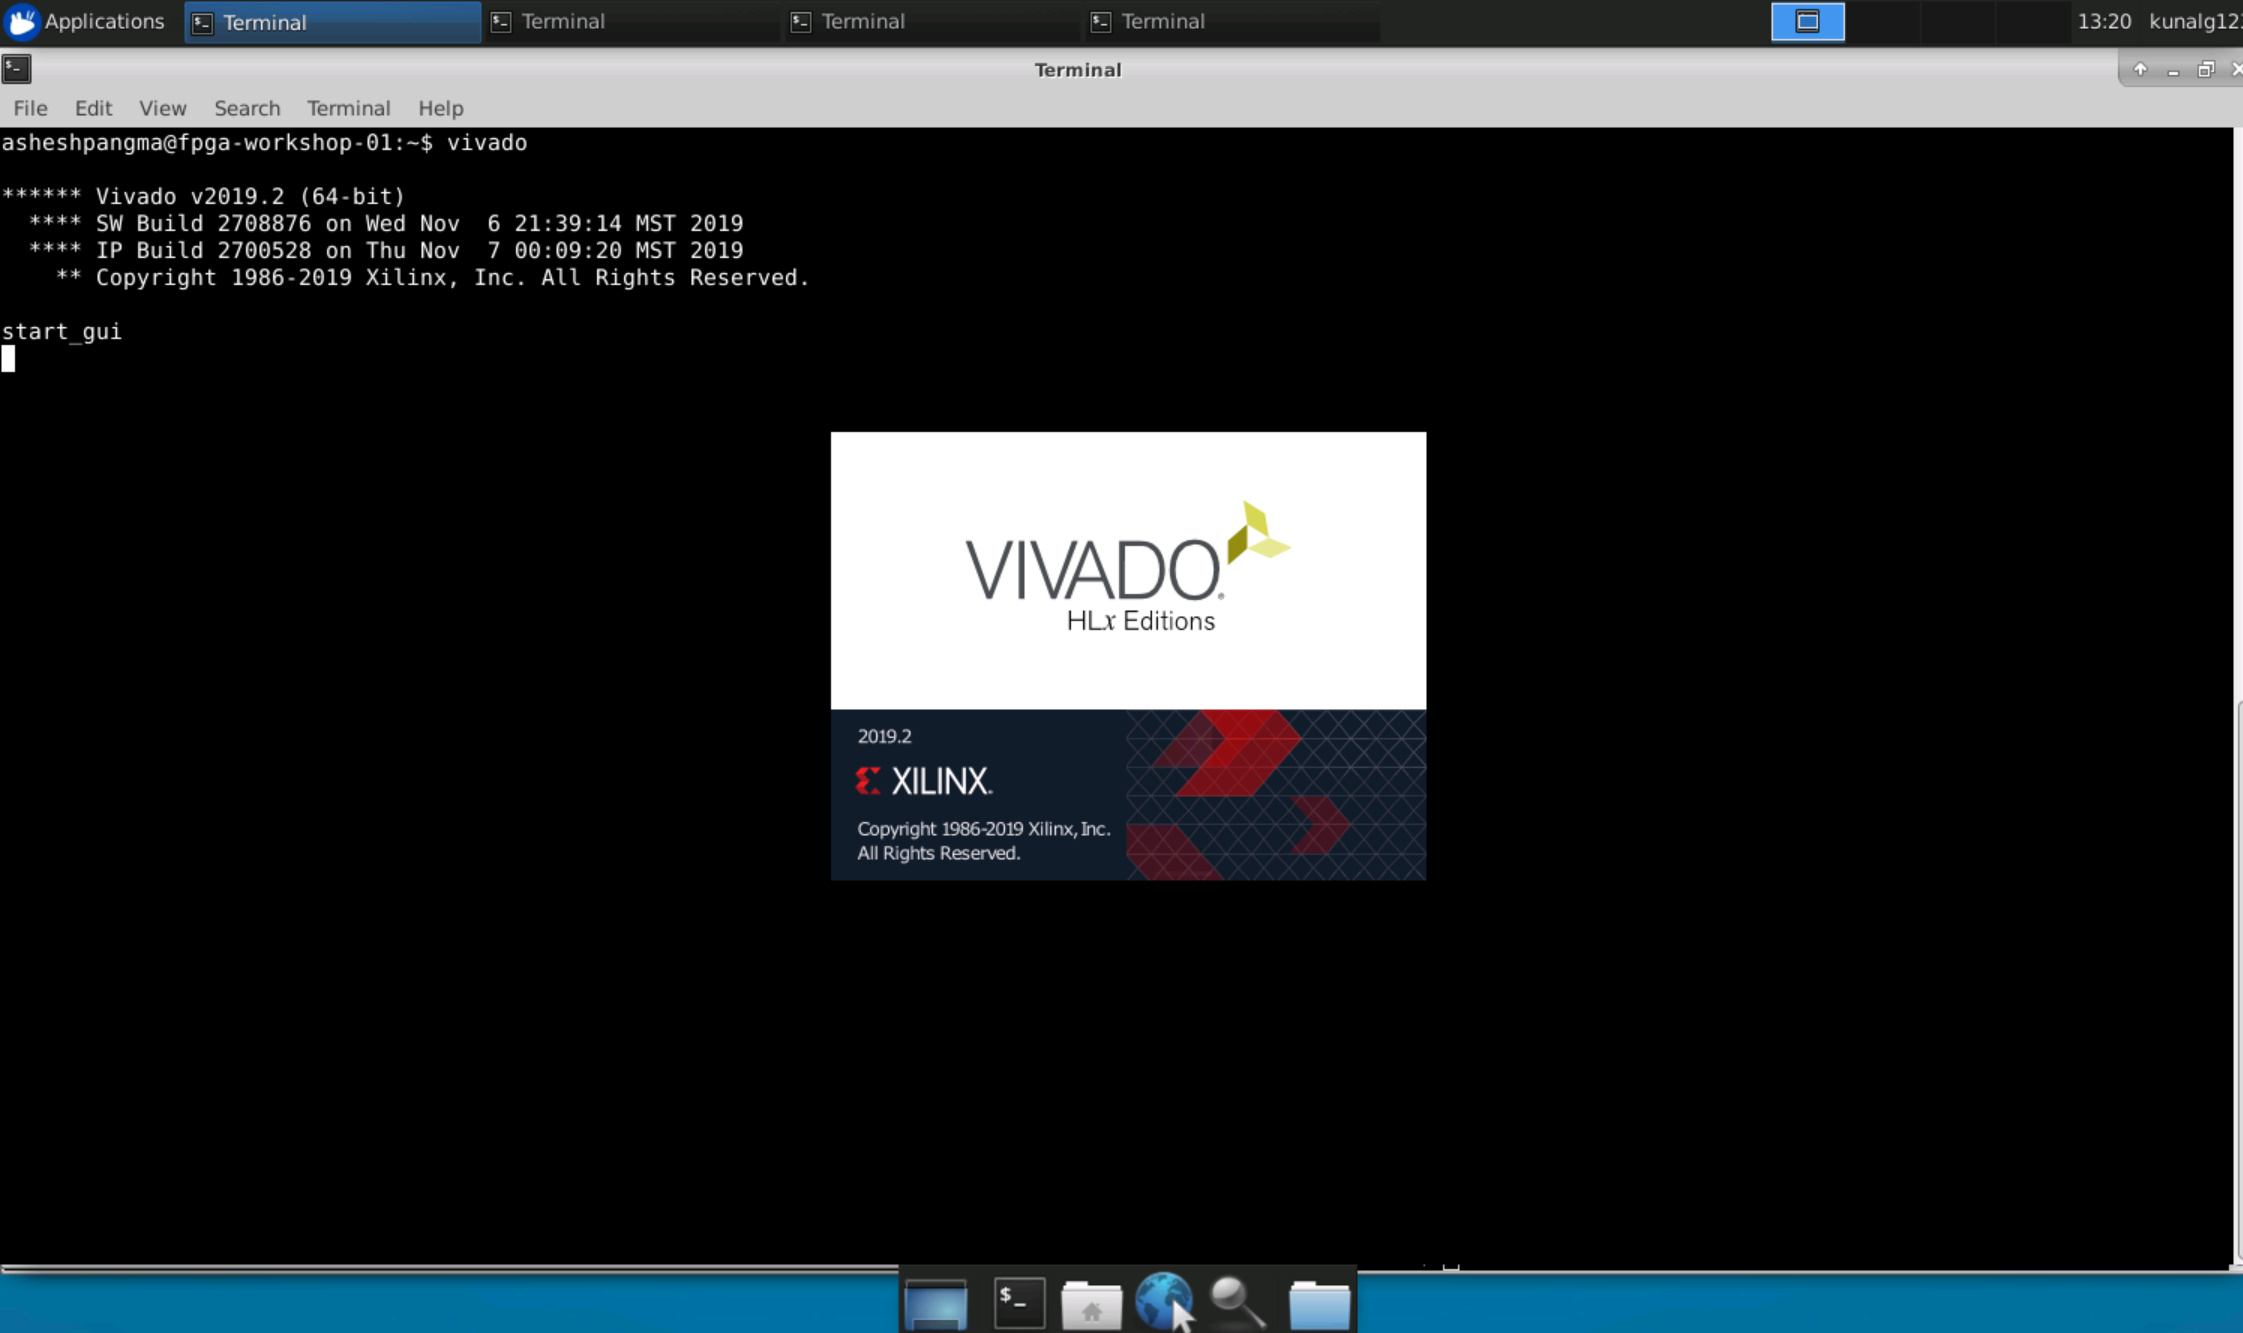 Applications
Terminal
Terminal
Terminal
Terminal
13:20
kunalg12
Terminal
File Edit View Search Terminal Help
asheshpangma@fpga-workshop-01:~$ vivado
****** Vivado v2019.2 (64-bit)
**** SW Build 2708876 on Wed Nov  6 21:39:14 MST 2019
**** IP Build 2700528 on Thu Nov  7 00:09:20 MST 2019
** Copyright 1986-2019 Xilinx, Inc. All Rights Reserved.
start_gui
VIVADO®
HLx Editions
2019.2
XILINX.
Copyright 1986-2019 Xilinx, Inc.
All Rights Reserved.